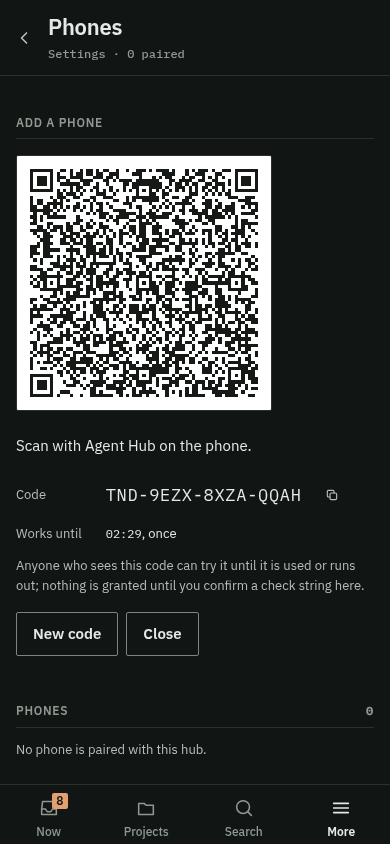 Phones
Settings · 0 paired
ADD A PHONE
Scan with Agent Hub on the phone.
Code TND-9EZX-8XZA-QQAH
Works until 02:29, once
Anyone who sees this code can try it until it is used or runs
out; nothing is granted until you confirm a check string here.
New code Close
PHONES 0
No phone is paired with this hub.
8
Now Projects Search More